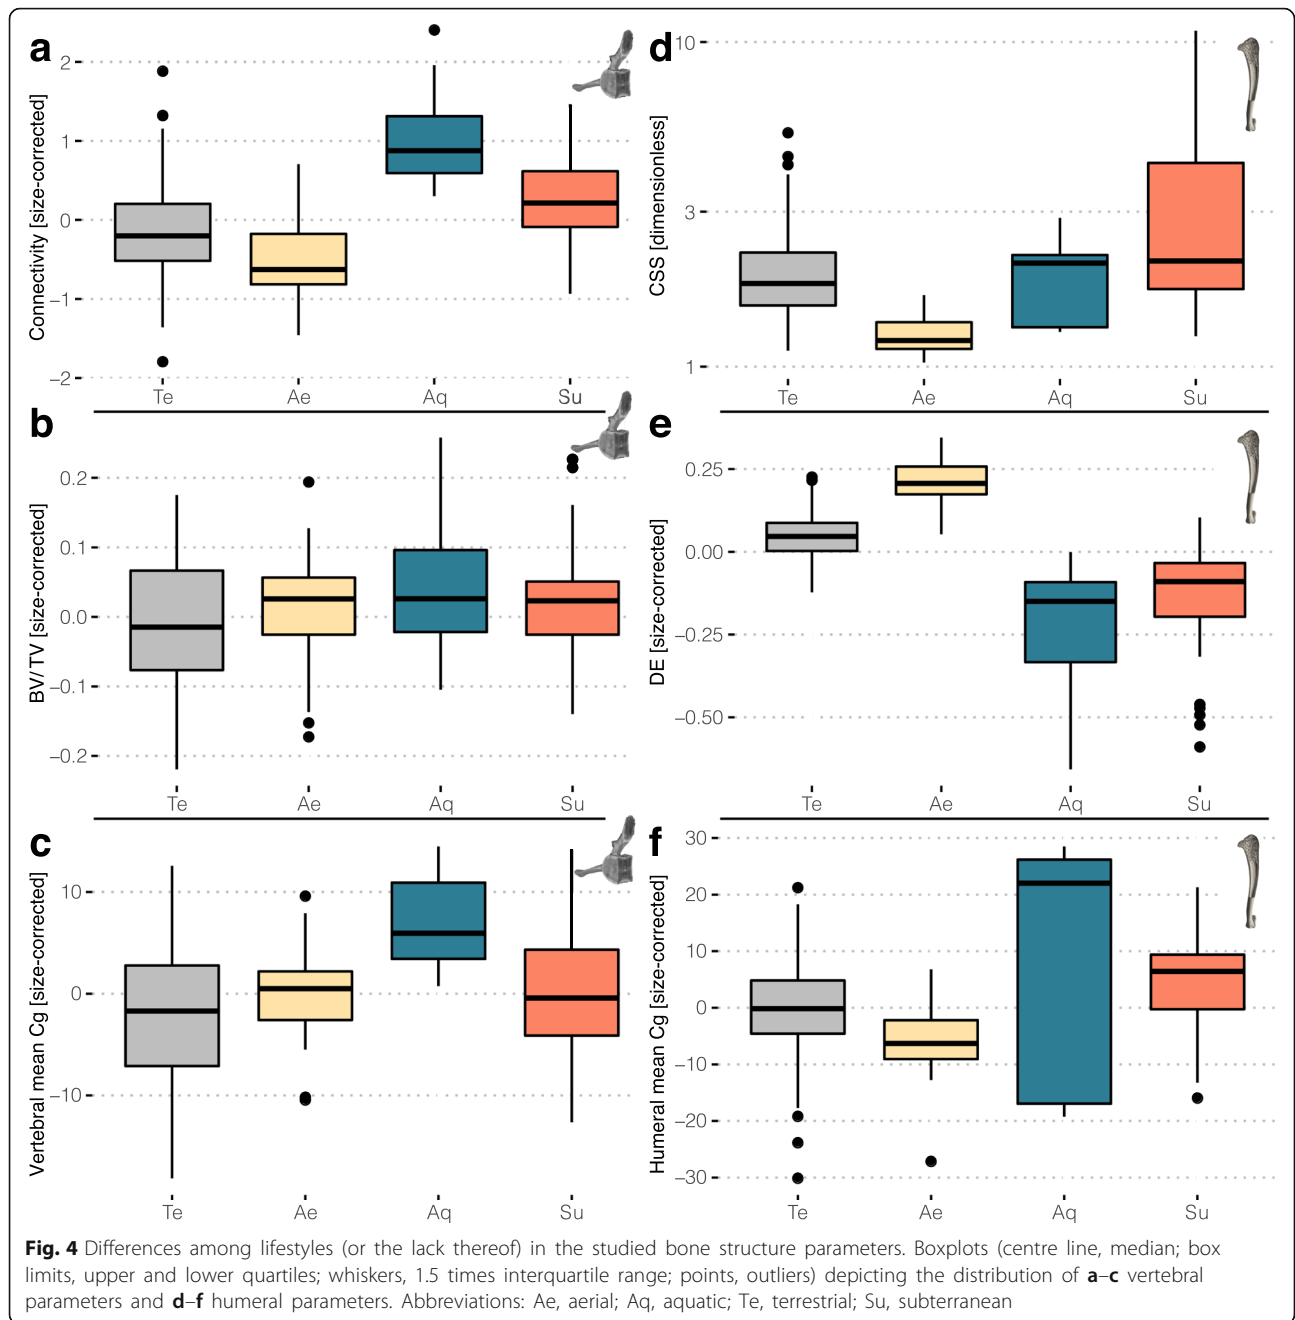 a
Connectivity [size-corrected]
2
1
0
−1
−2
Te Ae Aq Su
b
BV/TV [size-corrected]
0.2
0.1
0.0
−0.1
−0.2
Te Ae Aq Su
c
Vertebral mean Cg [size-corrected]
10
0
−10
Te Ae Aq Su
d
CSS [dimensionless]
10
3
1
Te Ae Aq Su
e
DE [size-corrected]
0.25
0.00
−0.25
−0.50
Te Ae Aq Su
f
Humeral mean Cg [size-corrected]
30
20
10
0
−10
−20
−30
Te Ae Aq Su
Fig. 4 Differences among lifestyles (or the lack thereof) in the studied bone structure parameters. Boxplots (centre line, median; box
limits, upper and lower quartiles; whiskers, 1.5 times interquartile range; points, outliers) depicting the distribution of a–c vertebral
parameters and d–f humeral parameters. Abbreviations: Ae, aerial; Aq, aquatic; Te, terrestrial; Su, subterranean